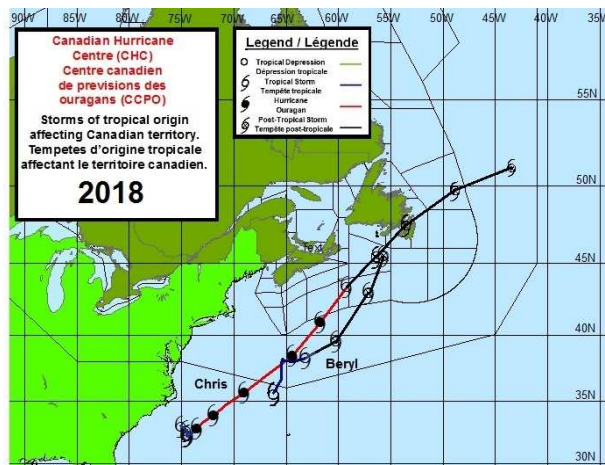 90W 85W 80W 75W 70W 65W 60W 55W 50W 45W 40W 35W
Canadian Hurricane
Centre (CHC)
Centre canadien
de previsions des
ouragans (CCPO)
Storms of tropical origin
affecting Canadian territory.
Tempetes d'origine tropicale
affectant le territoire canadien.
2018
Legend / Légende
Tropical Depression
Dépression tropicale
Tropical Storm
Tempête tropicale
Hurricane
Ouragan
Post-Tropical Storm
Tempête post-tropicale
55N
50N
Text
45N
40N
Chris
Beryl
35N
30N